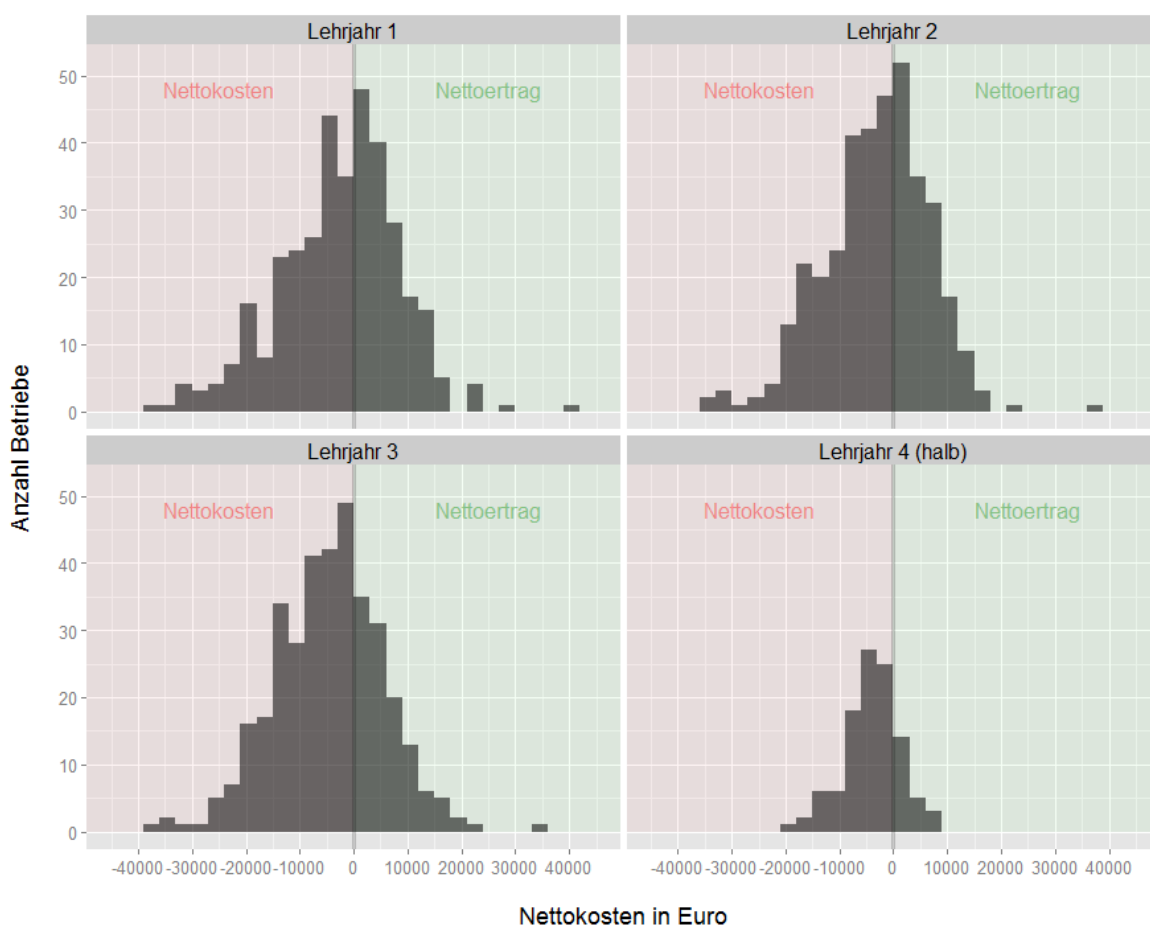 Lehrjahr 1
Lehrjahr 2
Nettokosten
Nettoertrag
Nettokosten
Nettoertrag
50
40
30
20
10
0
Anzahl Betriebe
Lehrjahr 3
Lehrjahr 4 (halb)
Nettokosten
Nettoertrag
Nettokosten
Nettoertrag
50
40
30
20
10
0
-40000 -20000 -10000 0 10000 20000 30000 40000
-40000 -20000 -10000 0 10000 20000 30000 40000
Nettokosten in Euro